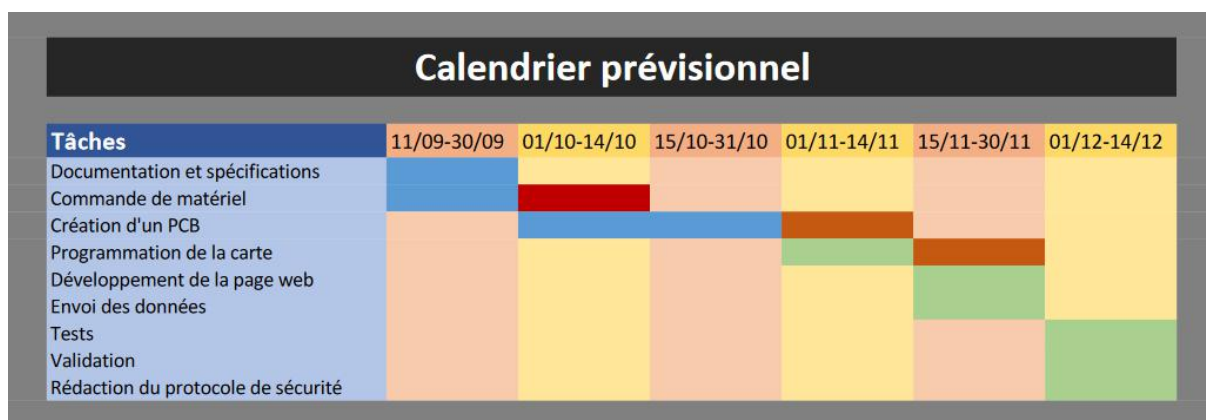 Calendrier prévisionnel
Tâches 11/09-30/09 01/10-14/10 15/10-31/10 01/11-14/11 15/11-30/11 01/12-14/12
Documentation et spécifications
Commande de matériel
Création d'un PCB
Programmation de la carte
Développement de la page web
Envoi des données
Tests
Validation
Rédaction du protocole de sécurité